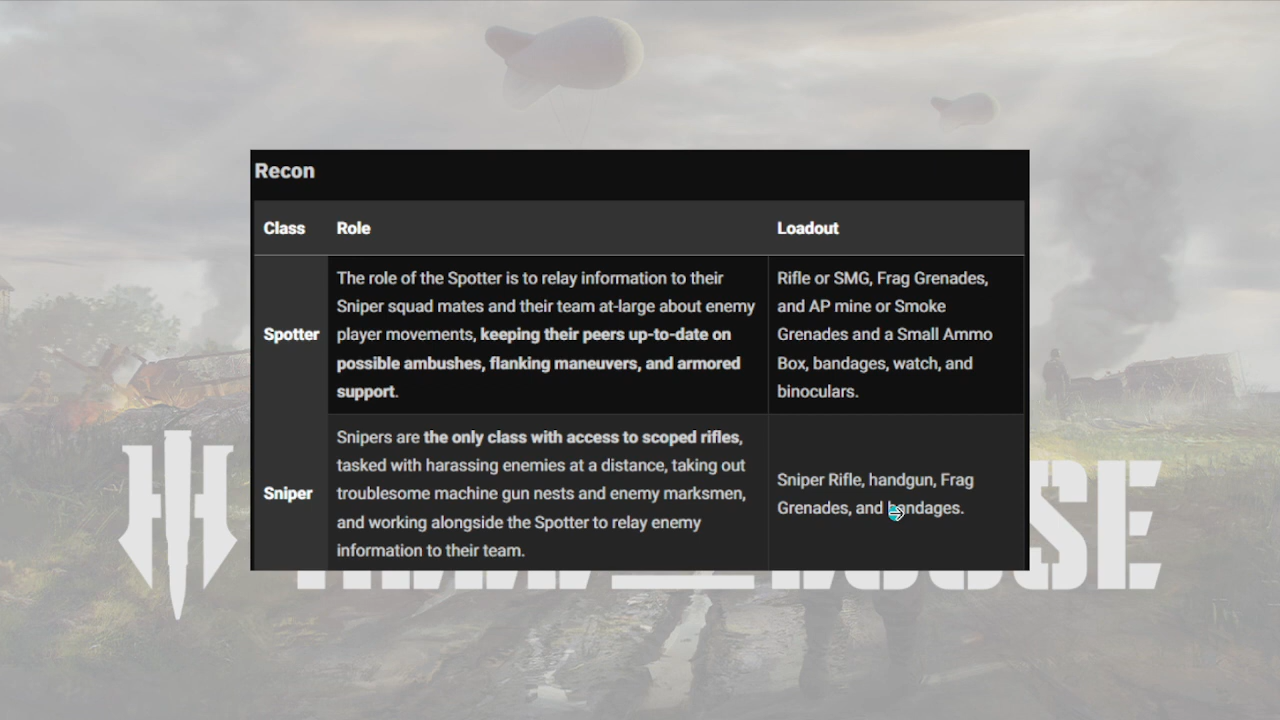 Recon
Class Role Loadout
Spotter
The role of the Spotter is to relay information to their
Sniper squad mates and their team at-large about enemy
player movements, keeping their peers up-to-date on
possible ambushes, flanking maneuvers, and armored
support.
Rifle or SMG, Frag Grenades,
and AP mine or Smoke
Grenades and a Small Ammo
Box, bandages, watch, and
binoculars.
Sniper
Snipers are the only class with access to scoped rifles,
tasked with harassing enemies at a distance, taking out
troublesome machine gun nests and enemy marksmen,
and working alongside the Spotter to relay enemy
information to their team.
Sniper Rifle, handgun, Frag
Grenades, and bandages.